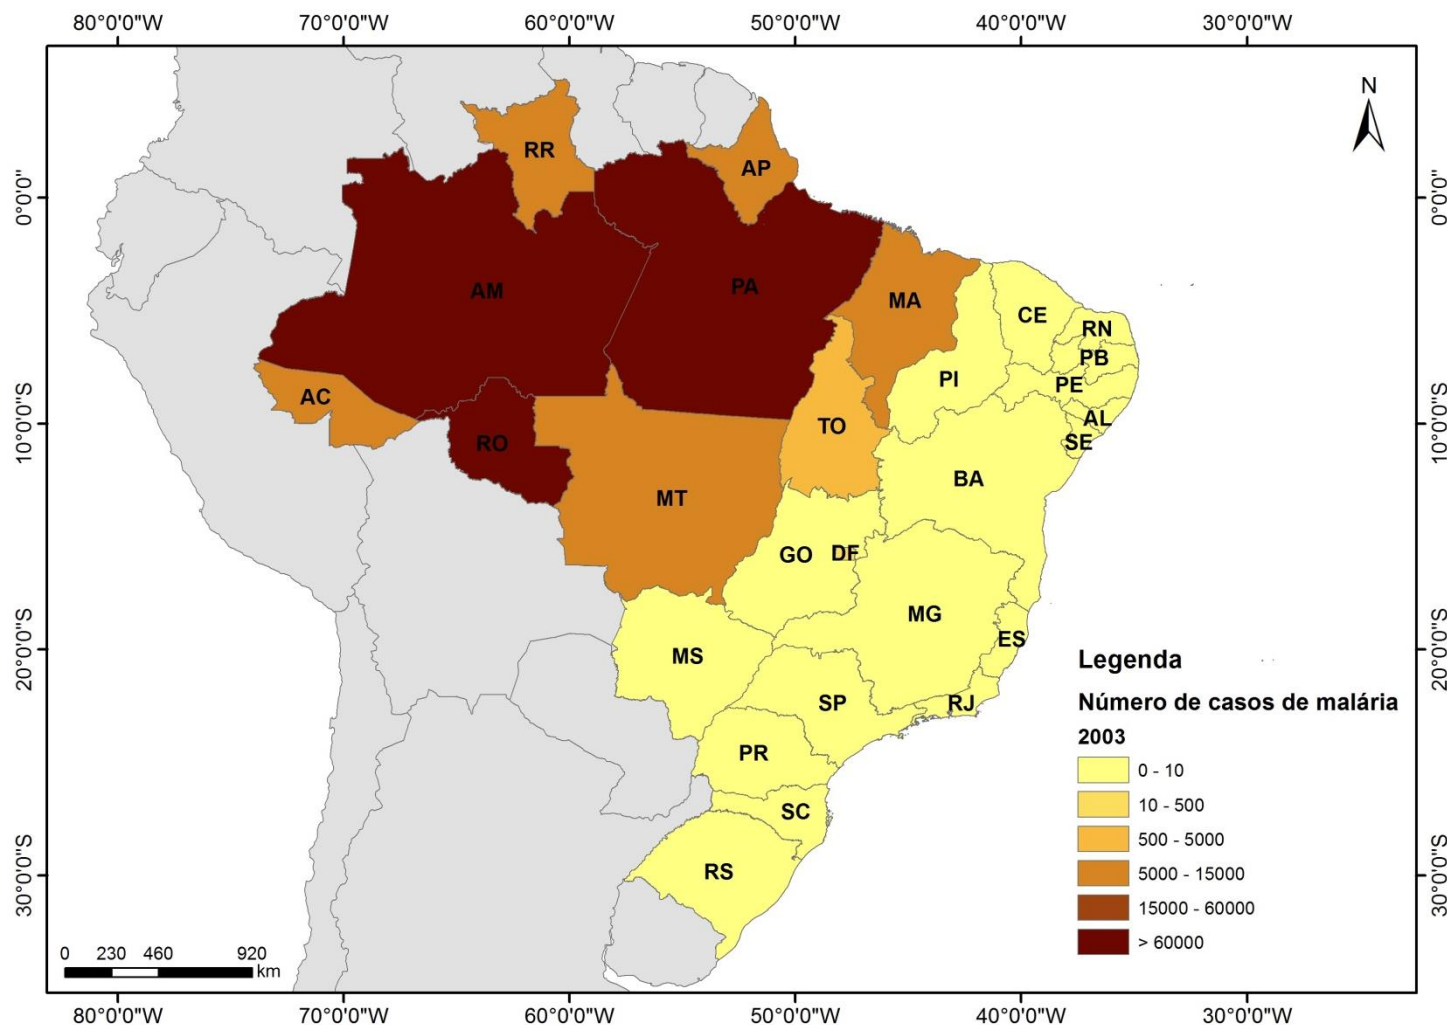 80°0'0"W 70°0'0"W 60°0'0"W 50°0'0"W 40°0'0"W 30°0'0"W
N
0°0'0" 0°0'0"
10°0'0"S 10°0'0"S
20°0'0"S 20°0'0"S
30°0'0"S 30°0'0"S
RR
AP
AM
PA
MA
CE
RN
PB
PI
PE
AC
AL
TO
SE
RO
BA
MT
GO
DF
MG
ES
MS
SP
RJ
PR
SC
RS
Legenda
Número de casos de malária
2003
0 - 10
10 - 500
500 - 5000
5000 - 15000
15000 - 60000
> 60000
0 230 460 920
km
80°0'0"W 70°0'0"W 60°0'0"W 50°0'0"W 40°0'0"W 30°0'0"W